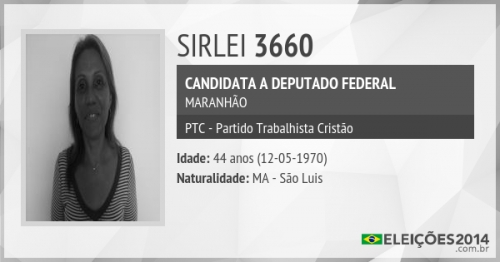 SIRLEI 3660
CANDIDATA A DEPUTADO FEDERAL
MARANHÃO
PTC - Partido Trabalhista Cristão
Idade: 44 anos (12-05-1970)
Naturalidade: MA - São Luis
ELEIÇÕES2014
.com.br